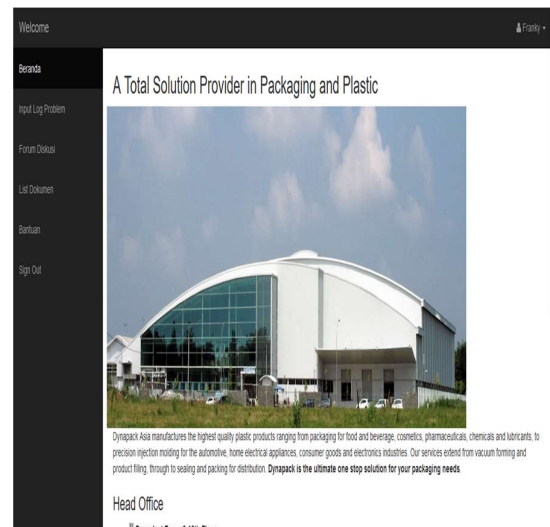 Welcome
Franky
Beranda
Input Log Problem
Forum Diskusi
List Dokumen
Bantuan
Sign Out
A Total Solution Provider in Packaging and Plastic
Dynapack Asia manufactures the highest quality plastic products ranging from packaging for food and beverage, cosmetics, pharmaceuticals, chemicals and lubricants, to
precision injection molding for the automotive, home electrical appliances, consumer goods and electronics industries. Our services extend from vacuum forming and
product filing, through to sealing and packing for distribution. Dynapack is the ultimate one stop solution for your packaging needs.
Head Office